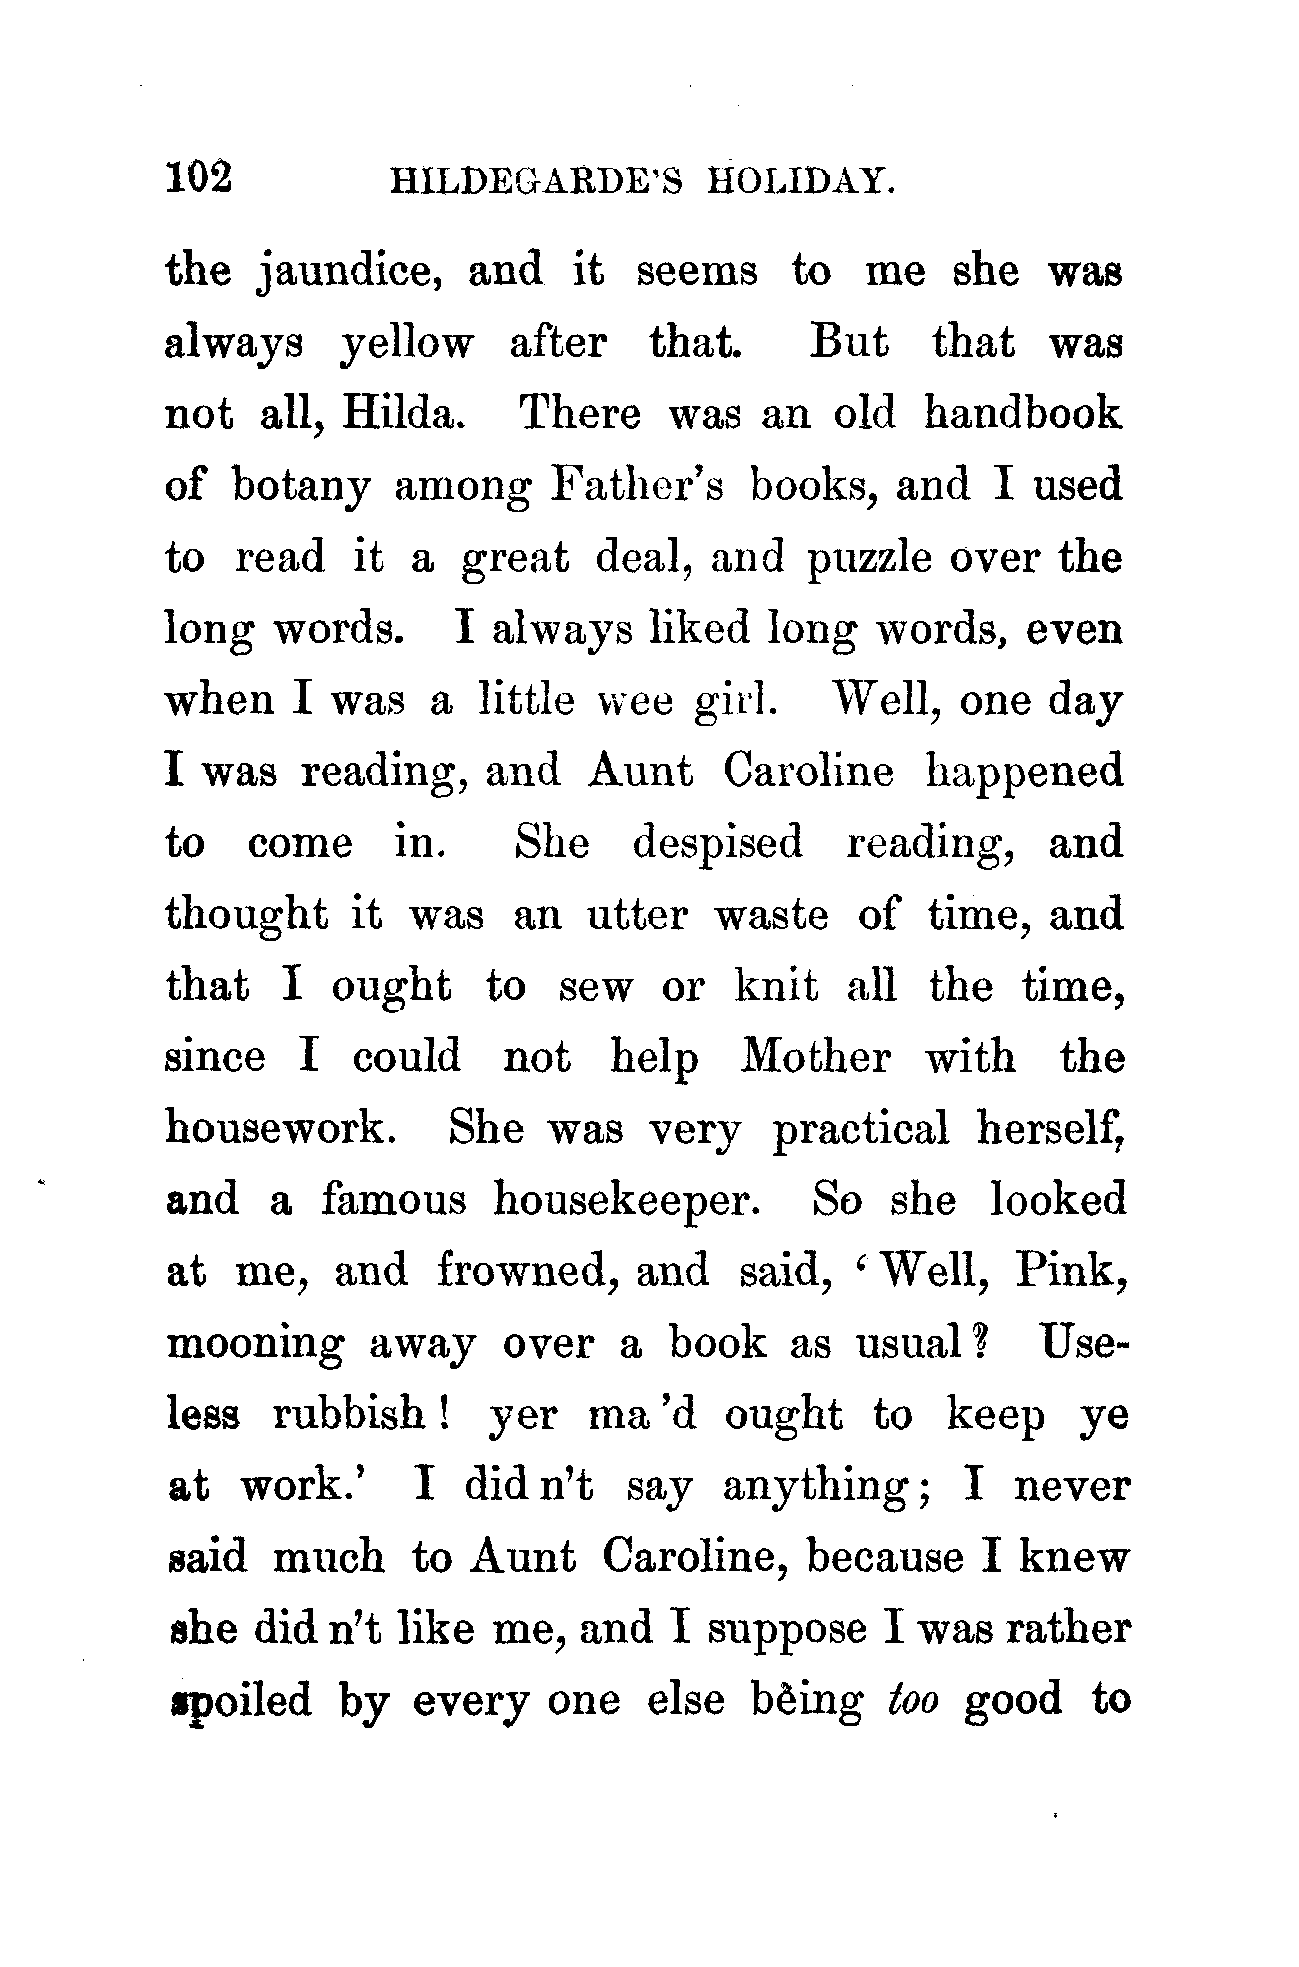 102 HILDEGARDE'S HOLIDAY.
the jaundice, and it seems to me she was
always yellow after that. But that was
not all, Hilda. There was an old handbook
of botany among Father's books, and I used
to read it a great deal, and puzzle over the
long words. I always liked long words, even
when I was a little wee girl. Well, one day
I was reading, and Aunt Caroline happened
to come in. She despised reading, and
thought it was an utter waste of time, and
that I ought to sew or knit all the time,
since I could not help Mother with the
housework. She was very practical herself,
and a famous housekeeper. So she looked
at me, and frowned, and said, ‘Well, Pink,
mooning away over a book as usual? Use-
less rubbish! yer ma 'd ought to keep ye
at work.’ I did n't say anything; I never
said much to Aunt Caroline, because I knew
she did n't like me, and I suppose I was rather
spoiled by every one else being too good to